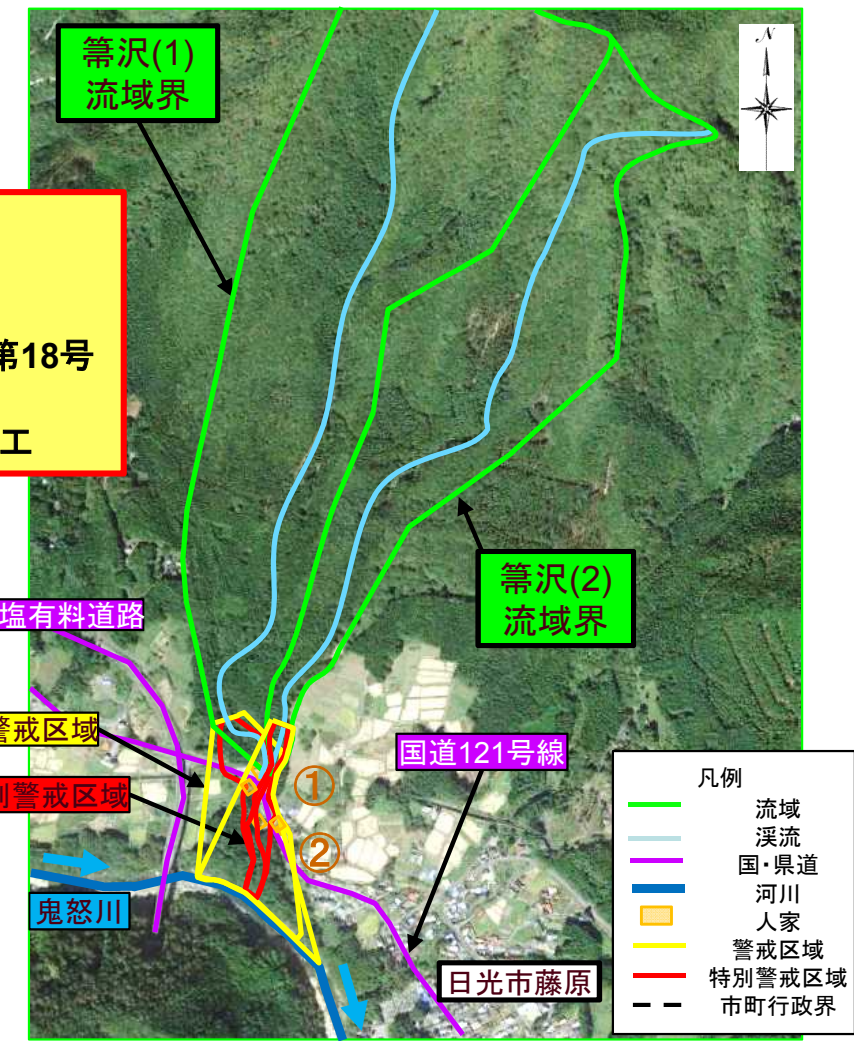 箒沢(1)
流域界
N
第18号
工
箒沢(2)
流域界
塩有料道路
警戒区域
別警戒区域
国道121号線
①
②
鬼怒川
日光市藤原
凡例
流域
渓流
国・県道
河川
人家
警戒区域
特別警戒区域
市町行政界